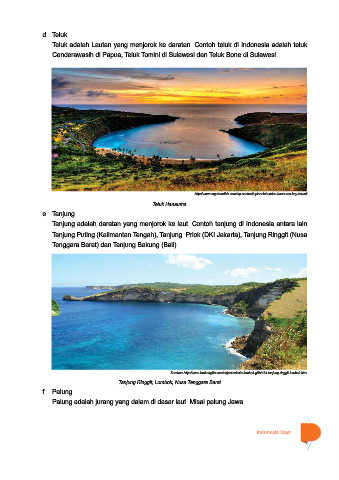 d Teluk
Teluk adalah Lautan yang menjorok ke daratan Contoh teluk di Indonesia adalah teluk
Cenderawasih di Papua, Teluk Tomini di Sulawesi dan Teluk Bone di Sulawesi
Teluk Hanauma
e Tanjung
Tanjung adalah daratan yang menjorok ke laut Contoh tanjung di Indonesia antara lain
Tanjung Puting (Kalimantan Tengah), Tanjung Priok (DKI Jakarta), Tanjung Ringgit (Nusa
Tenggara Barat) dan Tanjung Bakung (Bali)
Tanjung Ringgit, Lombok, Nusa Tenggara Barat
f Palung
Palung adalah jurang yang dalam di dasar laut Misal palung Jawa